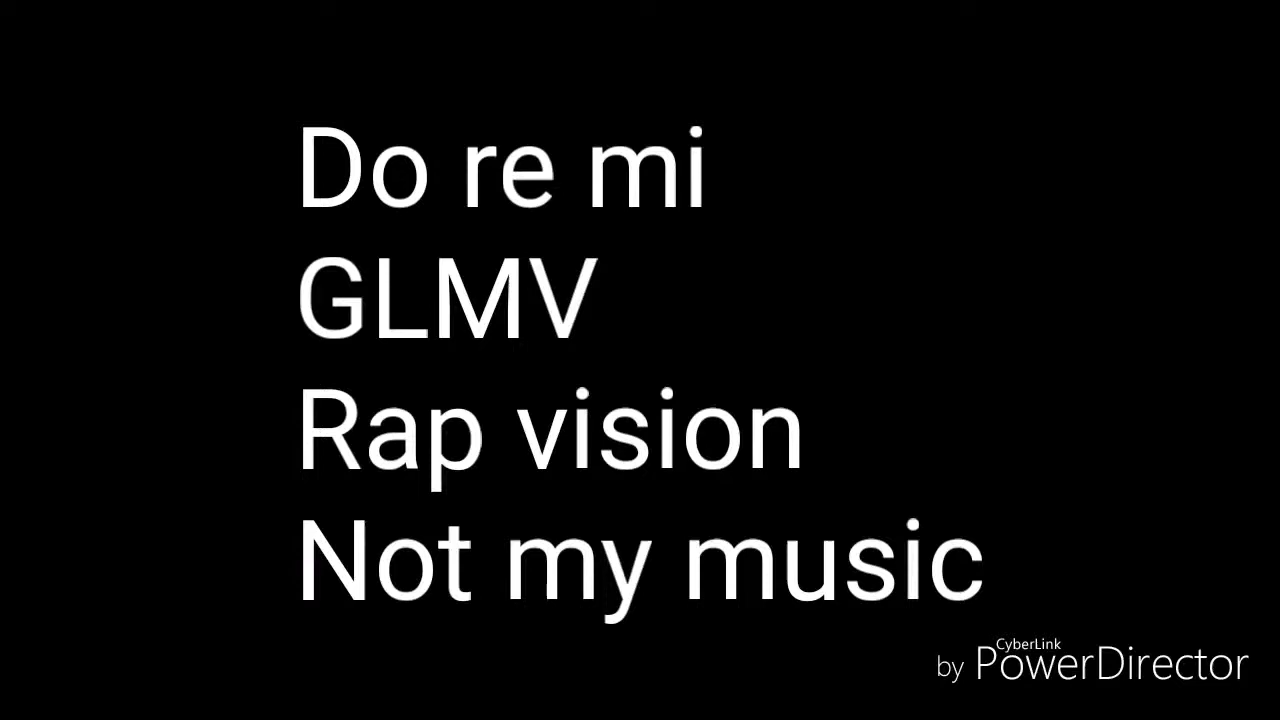 Do re mi
GLMV
Rap vision
Not my music
CyberLink
by PowerDirector